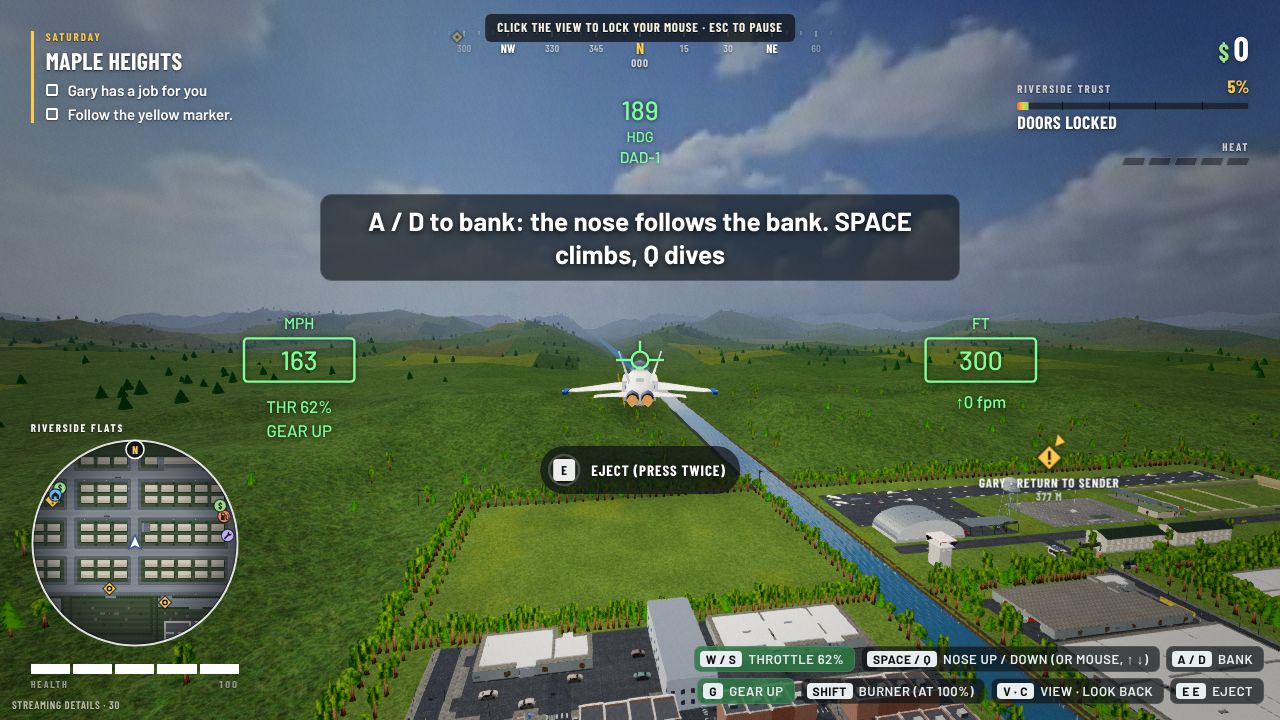 CLICK THE VIEW TO LOCK YOUR MOUSE · ESC TO PAUSE
300 NW 330 345 N 15 30 NE 60
000
SATURDAY
MAPLE HEIGHTS
Gary has a job for you
Follow the yellow marker.
$0
RIVERSIDE TRUST 5%
DOORS LOCKED
HEAT
189
HDG
DAD-1
A / D to bank: the nose follows the bank. SPACE
climbs, Q dives
MPH
163
THR 62%
GEAR UP
FT
300
↑0 fpm
E EJECT (PRESS TWICE)
GARY · RETURN TO SENDER
377 M
RIVERSIDE FLATS
N
HEALTH 100
STREAMING DETAILS · 30
W / S THROTTLE 62% SPACE / Q NOSE UP / DOWN (OR MOUSE, ↑ ↓) A / D BANK
G GEAR UP SHIFT BURNER (AT 100%) V · C VIEW · LOOK BACK E E EJECT